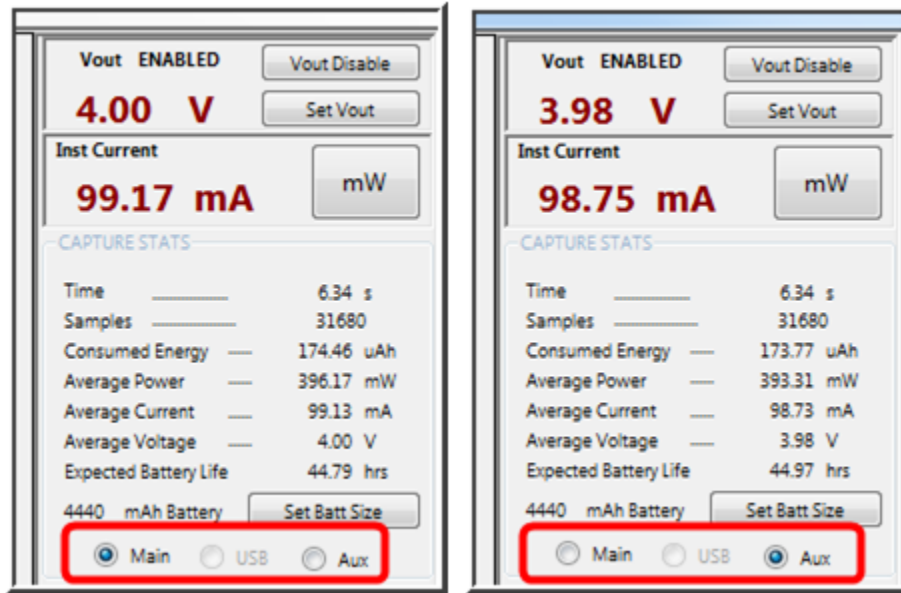 Vout ENABLED
Vout Disable
4.00 V
Set Vout
Inst Current
99.17 mA
mW
CAPTURE STATS
Time 6.34 s
Samples 31680
Consumed Energy 174.46 uAh
Average Power 396.17 mW
Average Current 99.13 mA
Average Voltage 4.00 V
Expected Battery Life 44.79 hrs
4440 mAh Battery Set Batt Size
Main USB Aux
Vout ENABLED
Vout Disable
3.98 V
Set Vout
Inst Current
98.75 mA
mW
CAPTURE STATS
Time 6.34 s
Samples 31680
Consumed Energy 173.77 uAh
Average Power 393.31 mW
Average Current 98.73 mA
Average Voltage 3.98 V
Expected Battery Life 44.97 hrs
4440 mAh Battery Set Batt Size
Main USB Aux